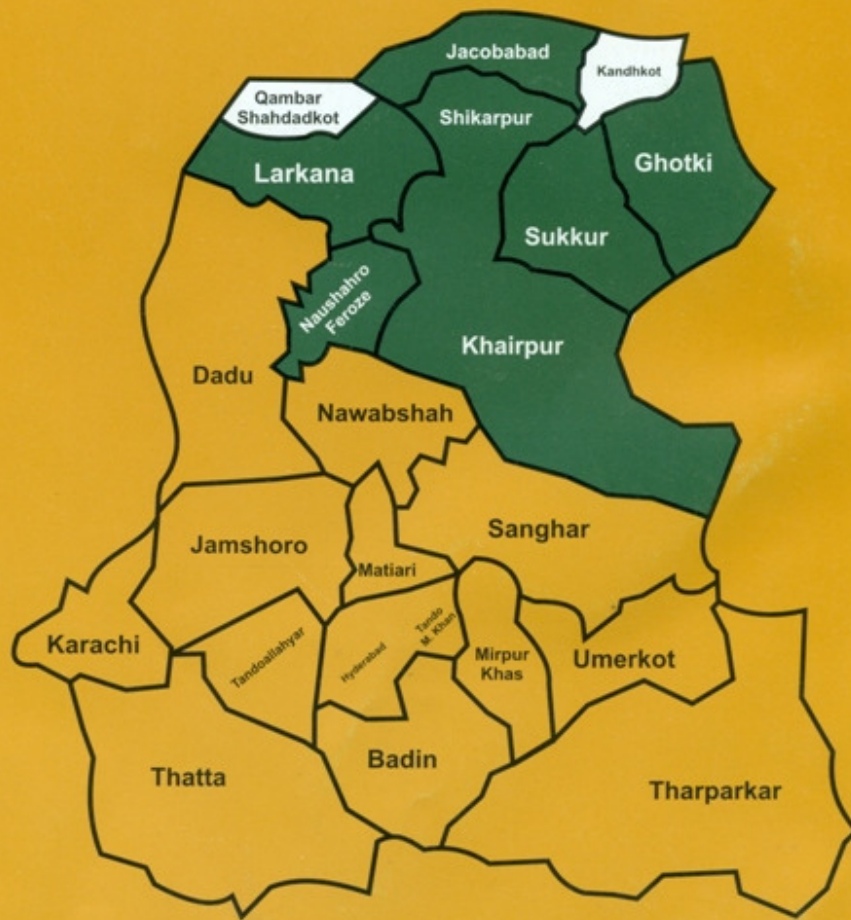 Jacobabad
Kandhkot
Qambar
Shahdadkot
Shikarpur
Larkana
Ghotki
Sukkur
Naushahro
Feroze
Khairpur
Dadu
Nawabshah
Sanghar
Jamshoro
Matiari
Karachi
Tandoallahyar
Hyderabad
Tando
M. Khan
Mirpur
Khas
Umerkot
Thatta
Badin
Tharparkar